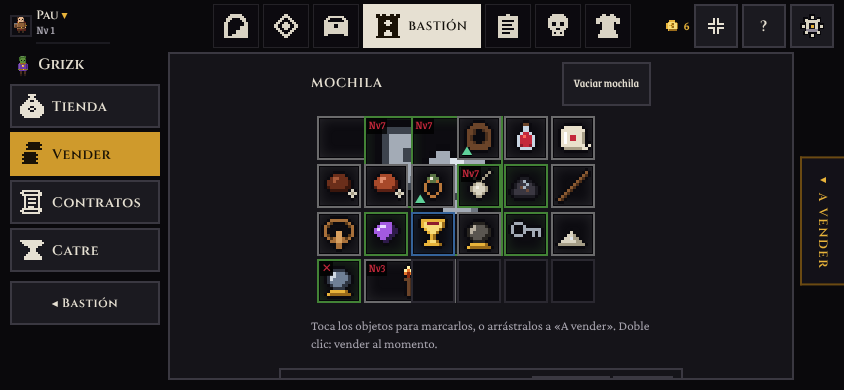 PAU ▾
Nv 1
BASTIÓN
6
?
GRIZK
TIENDA
VENDER
CONTRATOS
CATRE
◂ BASTIÓN
MOCHILA
Vaciar mochila
Nv7
Nv7
Nv7
Nv3
Toca los objetos para marcarlos, o arrástralos a «A vender». Doble
clic: vender al momento.
◂ A VENDER